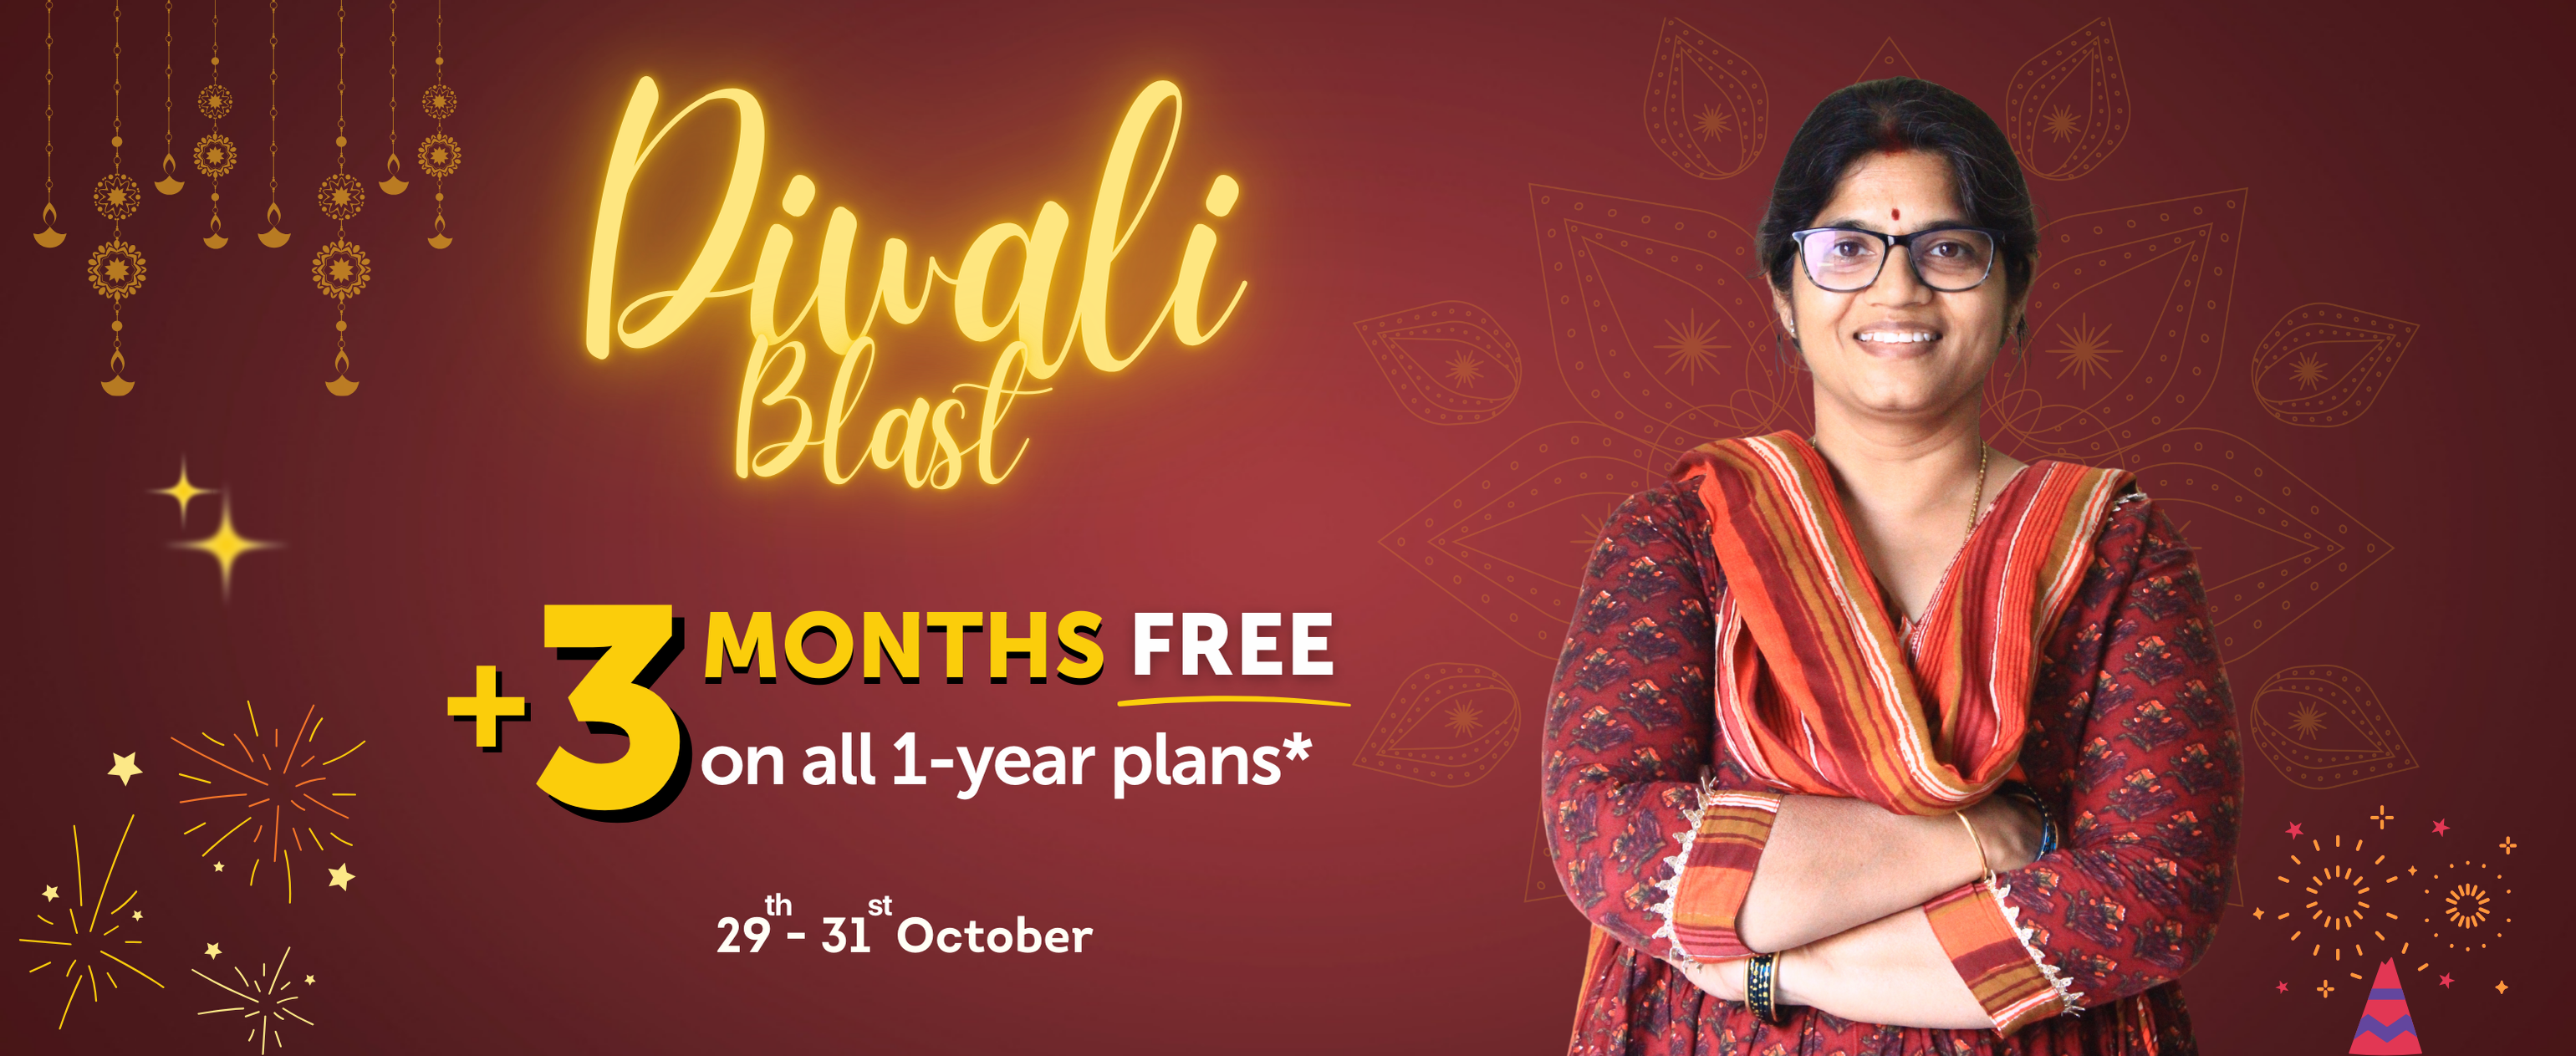 Diwali
Blast
+3 MONTHS FREE
on all 1-year plans*
29th - 31st October